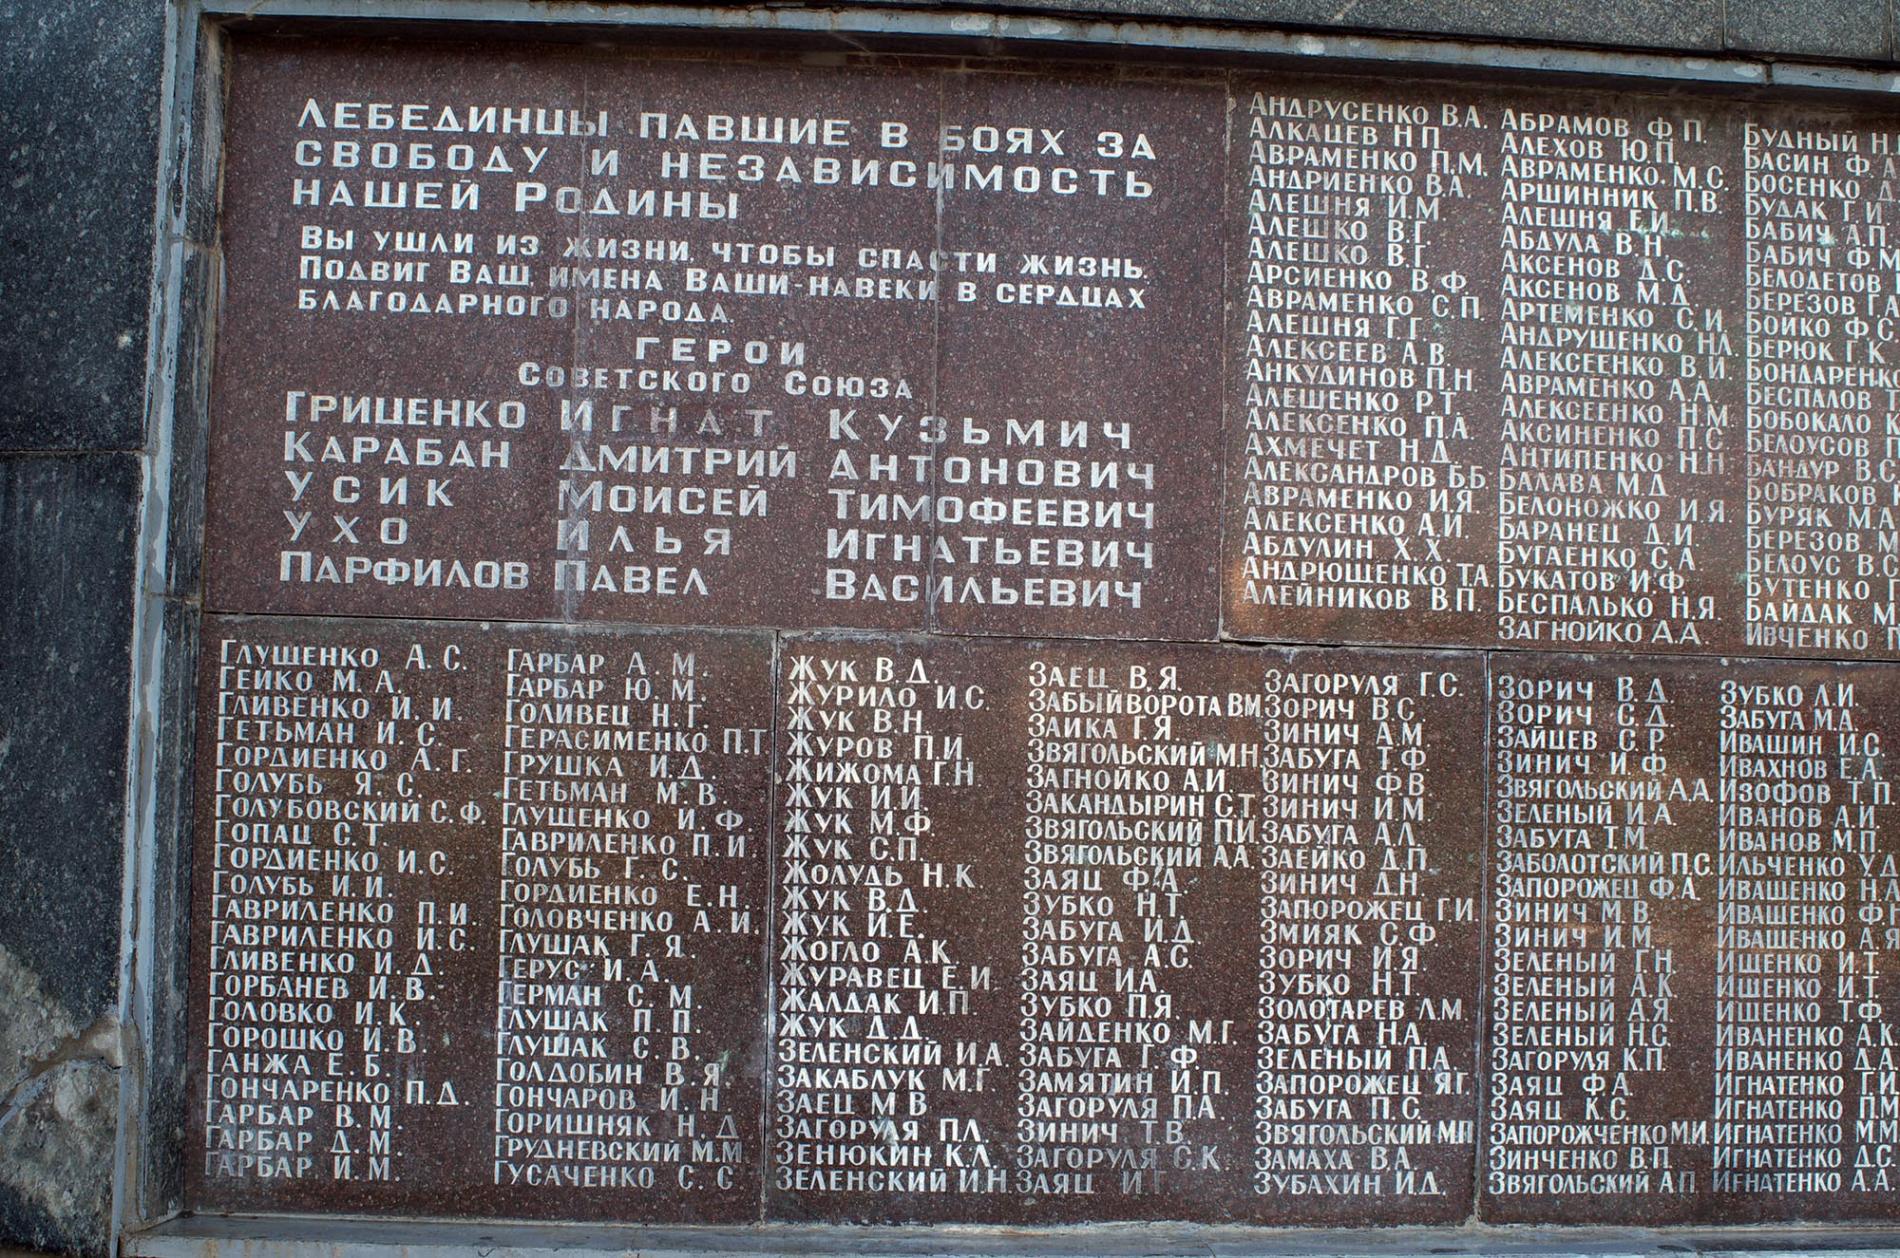 ЛЕБЕДИНЦЫ ПАВШИЕ В БОЯХ ЗА
СВОБОДУ И НЕЗАВИСИМОСТЬ
НАШЕЙ РОДИНЫ
ВЫ УШЛИ ИЗ ЖИЗНИ, ЧТОБЫ СПАСТИ ЖИЗНЬ.
ПОДВИГ ВАШ, ИМЕНА ВАШИ-НАВЕКИ В СЕРДЦАХ
БЛАГОДАРНОГО НАРОДА.
ГЕРОИ
СОВЕТСКОГО СОЮЗА
ГРИЦЕНКО ИГНАТ КУЗЬМИЧ
КАРАБАН ДМИТРИЙ АНТОНОВИЧ
УСИК МОИСЕЙ ТИМОФЕЕВИЧ
УХО ИЛЬЯ ИГНАТЬЕВИЧ
ПАРФИЛОВ ПАВЕЛ ВАСИЛЬЕВИЧ
АНДРУСЕНКО В.А.
АЛКАЦЕВ Н П
АВРАМЕНКО П.М.
АНДРИЕНКО В.А
АЛЕШНЯ И.М.
АЛЕШКО В.Г.
АЛЕШКО В.Г
АРСИЕНКО В.Ф
АВРАМЕНКО С.П.
АЛЕШНЯ Г.Г.
АЛЕКСЕЕВ А.В.
АНКУДИНОВ П.Н.
АЛЕШЕНКО Р.Т.
АЛЕКСЕНКО П.А.
АХМЕЧЕТ Н.Д.
АЛЕКСАНДРОВ Б.Б.
АВРАМЕНКО И.Я.
АЛЕКСЕНКО А.И.
АБДУЛИН Х.Х.
АНДРЮЩЕНКО Т.А.
АЛЕЙНИКОВ В.П.
АБРАМОВ Ф.П.
АЛЕХОВ Ю.П.
АВРАМЕНКО М.С.
АРШИННИК П.В.
АЛЕШНЯ Е.И
АБДУЛА В.Н.
АКСЕНОВ Д.С.
АКСЕНОВ М.Д.
АРТЕМЕНКО С.И.
АНДРУЩЕНКО Н.Л.
АЛЕКСЕЕНКО В.И.
АВРАМЕНКО А.А.
АЛЕКСЕЕНКО Н.М.
АКСИНЕНКО П.С
АНТИПЕНКО Н.Н
БАЛАВА М.Д
БЕЛОНОЖКО И.Я.
БАРАНЕЦ Д.И.
БУГАЕНКО С.А
БУКАТОВ И.Ф.
БЕСПАЛЬКО Н.Я.
ЗАГНОЙКО А.А.
БУДНЫЙ Н.
БАСИН Ф.
БОСЕНКО
БУДАК Г.И
БАБИЧ А.П.
БАБИЧ Ф.М
БЕЛОДЕТОВ
БЕРЕЗОВ Г.А
БОЙКО Ф.С
БЕРЮК Г.К
БОНДАРЕНКО
БЕСПАЛОВ
БОБОКАЛО
БЕЛОУСОВ
БАНДУР В.С
БОБРАКОВ
БУРЯК М.А
БЕРЕЗОВ М
БЕЛОУС В.С
БУТЕНКО
БАЙДАК М
ИВЧЕНКО
ГЛУШЕНКО А.С.
ГЕЙКО М.А.
ГЛИВЕНКО И.И.
ГЕТЬМАН И.С.
ГОРДИЕНКО А.Г.
ГОЛУБЬ Я.С.
ГОЛУБОВСКИЙ С.Ф.
ГОПАЦ С.Т.
ГОРДИЕНКО И.С.
ГОЛУБЬ И.И.
ГАВРИЛЕНКО П.И.
ГАВРИЛЕНКО И.С.
ГЛИВЕНКО И.Д.
ГОРБАНЕВ И.В.
ГОЛОВКО И.К.
ГОРОШКО И.В.
ГАНЖА Е.Б.
ГОНЧАРЕНКО П.Д.
ГАРБАР В.М.
ГАРБАР Д.М.
ГАРБАР И.М.
ГАРБАР А.М.
ГАРБАР Ю.М.
ГОЛИВЕЦ Н.Г.
ГЕРАСИМЕНКО П.Т
ГРУШКА И.Д.
ГЕТЬМАН М.В.
ГЛУЩЕНКО И.Ф.
ГАВРИЛЕНКО П.И.
ГОЛУБЬ Г.С.
ГОРДИЕНКО Е.Н.
ГОЛОВЧЕНКО А.И.
ГЛУШАК Г.Я.
ГЕРУС И.А.
ГЕРМАН С.М.
ГЛУШАК П.П.
ГЛУШАК С.В.
ГОЛДОБИН В.Я.
ГОНЧАРОВ И.Н
ГОРИШНЯК Н.Д
ГРУДНЕВСКИЙ М.М
ГУСАЧЕНКО С.С
ЖУК В.Д.
ЖУРИЛО И.С.
ЖУК В.Н.
ЖУРОВ П.И.
ЖИЖОМА Г.Н
ЖУК И.И.
ЖУК М.Ф.
ЖУК С.П.
ЖОЛУДЬ Н.К
ЖУК В.Д.
ЖУК И.Е.
ЖОГЛО А.К
ЖУРАВЕЦ Е.И
ЖАЛДАК И.П.
ЖУК Д.Д.
ЗЕЛЕНСКИЙ И.А
ЗАКАБЛУК М.Г
ЗАЕЦ М В
ЗАГОРУЛЯ П.Л.
ЗЕНЮКИН К.Л.
ЗЕЛЕНСКИЙ И.Н.
ЗАЕЦ В.Я.
ЗАБЫЙВОРОТА В.М.
ЗАИКА Г.Я.
ЗВЯГОЛЬСКИЙ М.Н.
ЗАГНОЙКО А.И.
ЗАКАНДЫРИН С.Т.
ЗВЯГОЛЬСКИЙ П.И.
ЗВЯГОЛЬСКИЙ А.А.
ЗАЯЦ Ф.А.
ЗУБКО Н.Т.
ЗАБУГА И.Д.
ЗАБУГА А.С.
ЗАЯЦ И.А.
ЗУБКО П.Я.
ЗАЙДЕНКО М.Г.
ЗАБУГА Г.Ф.
ЗАМЯТИН И.П.
ЗАГОРУЛЯ П.А.
ЗИНИЧ Т.В.
ЗАГОРУЛЯ С.К.
ЗАЯЦ И.Г
ЗАГОРУЛЯ Г.С.
ЗОРИЧ В.С.
ЗИНИЧ А.М.
ЗАБУГА Т.Ф.
ЗИНИЧ Ф.В
ЗИНИЧ И.М
ЗАБУГА А.Л.
ЗАЕЙКО Д.П.
ЗИНИЧ Д.Н.
ЗАПОРОЖЕЦ Г.И.
ЗМИЯК С.Ф
ЗОРИЧ И.Я
ЗУБКО Н.Т.
ЗОЛОТАРЕВ Л.М.
ЗАБУГА Н.А.
ЗЕЛЕНЫЙ П.А.
ЗАПОРОЖЕЦ Я.Г.
ЗАБУГА П.С.
ЗВЯГОЛЬСКИЙ М.П
ЗАМАХА В.А.
ЗУБАХИН И.Д.
ЗОРИЧ В.Д.
ЗОРИЧ С.Д.
ЗАЙЦЕВ С.Р.
ЗИНИЧ И.Ф.
ЗВЯГОЛЬСКИЙ А.А.
ЗЕЛЕНЫЙ И.А.
ЗАБУГА Т.М.
ЗАБОЛОТСКИЙ П.С.
ЗАПОРОЖЕЦ Ф.А.
ЗИНИЧ М.В.
ЗИНИЧ И.М.
ЗЕЛЕНЫЙ Г.Н
ЗЕЛЕНЫЙ А.К
ЗЕЛЕНЫЙ А.Я
ЗЕЛЕНЫЙ Н.С.
ЗАГОРУЛЯ К.П.
ЗАЯЦ Ф.А.
ЗАЯЦ К.С.
ЗАПОРОЖЧЕНКО М.И.
ЗИНЧЕНКО В.П.
ЗВЯГОЛЬСКИЙ А.П
ЗУБКО Л.И.
ЗАБУГА М.А.
ИВАШИН И.С.
ИВАХНОВ Е.А.
ИЗОФОВ Т.П
ИВАНОВ А.И.
ИВАНОВ М.П.
ИЛЬЧЕНКО У.Д
ИВАЩЕНКО Н.А
ИВАЩЕНКО Ф.
ИВАЩЕНКО А.Я
ИЩЕНКО И.Т
ИЩЕНКО И.Т
ИЩЕНКО Т.Ф
ИВАНЕНКО А.К
ИВАНЕНКО Д.А
ИГНАТЕНКО Г.И
ИГНАТЕНКО П.М
ИГНАТЕНКО М.М
ИГНАТЕНКО Д.С
ИГНАТЕНКО А.А.